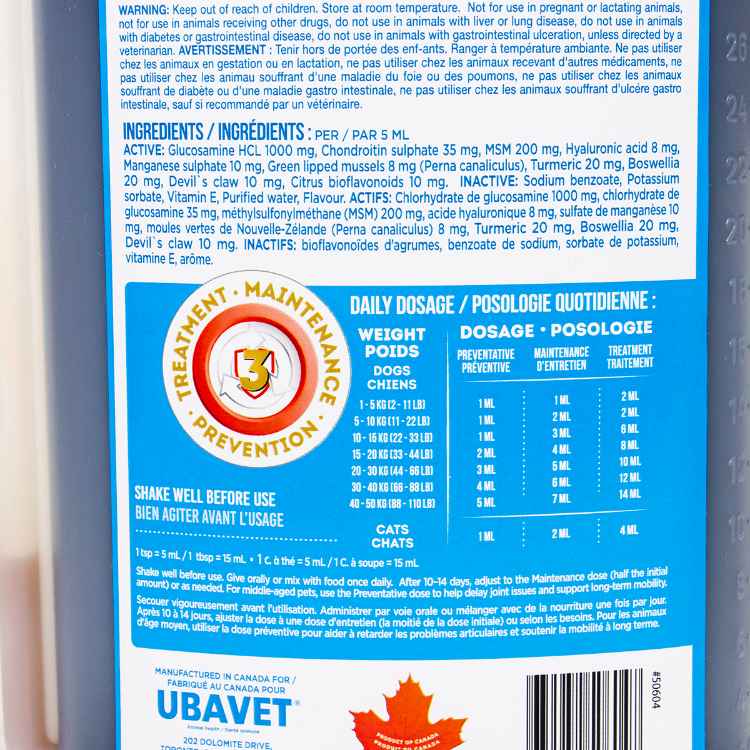 WARNING: Keep out of reach of children. Store at room temperature. Not for use in pregnant or lactating animals,
not for use in animals receiving other drugs, do not use in animals with liver or lung disease, do not use in animals
with diabetes or gastrointestinal disease, do not use in animals with gastrointestinal ulceration, unless directed by a
veterinarian. AVERTISSEMENT : Tenir hors de portée des enf-ants. Ranger à température ambiante. Ne pas utiliser
chez les animaux en gestation ou en lactation, ne pas utiliser chez les animaux recevant d'autres médicaments, ne
pas utiliser chez les animau souffrant d'une maladie du foie ou des poumons, ne pas utiliser chez les animaux
souffrant de diabète ou d'une maladie gastro intestinale, ne pas utiliser chez les animaux souffrant d'ulcére gastro
intestinale, sauf si recommandé par un vétérinaire.
INGREDIENTS / INGRÉDIENTS : PER / PAR 5 ML
ACTIVE: Glucosamine HCL 1000 mg, Chondroitin sulphate 35 mg, MSM 200 mg, Hyaluronic acid 8 mg,
Manganese sulphate 10 mg, Green lipped mussels 8 mg (Perna canaliculus), Turmeric 20 mg, Boswellia
20 mg, Devil`s claw 10 mg, Citrus bioflavonoids 10 mg. INACTIVE: Sodium benzoate, Potassium
sorbate, Vitamin E, Purified water, Flavour. ACTIFS: Chlorhydrate de glucosamine 1000 mg, chlorhydrate de
glucosamine 35 mg, méthylsulfonylméthane (MSM) 200 mg, acide hyaluronique 8 mg, sulfate de manganèse 10
mg, moules vertes de Nouvelle-Zélande (Perna canaliculus) 8 mg, Turmeric 20 mg, Boswellia 20 mg,
Devil`s claw 10 mg. INACTIFS: bioflavonoïdes d'agrumes, benzoate de sodium, sorbate de potassium,
vitamine E, arôme.
TREATMENT · MAINTENANCE · PREVENTION ·
3
DAILY DOSAGE / POSOLOGIE QUOTIDIENNE :
WEIGHT DOSAGE · POSOLOGIE
POIDS
PREVENTATIVE MAINTENANCE TREATMENT
PRÉVENTIVE D'ENTRETIEN TRAITEMENT
DOGS
CHIENS
1 - 5 KG (2 - 11 LB) 1 ML 1 ML 2 ML
5 - 10 KG (11 - 22 LB) 1 ML 2 ML 2 ML
10 - 15 KG (22 - 33 LB) 1 ML 3 ML 6 ML
15 - 20 KG (33 - 44 LB) 2 ML 4 ML 8 ML
20 - 30 KG (44 - 66 LB) 3 ML 5 ML 10 ML
30 - 40 KG (66 - 88 LB) 4 ML 6 ML 12 ML
40 - 50 KG (88 - 110 LB) 5 ML 7 ML 14 ML
CATS
CHATS
1 ML 2 ML 4 ML
SHAKE WELL BEFORE USE
BIEN AGITER AVANT L'USAGE
1 tsp = 5 mL / 1 tbsp = 15 mL • 1 c. à thé = 5 mL / 1 C. à soupe = 15 mL
Shake well before use. Give orally or mix with food once daily. After 10-14 days, adjust to the Maintenance dose (half the initial
amount) or as needed. For middle-aged pets, use the Preventative dose to help delay joint issues and support long-term mobility.
Secouer vigoureusement avant l'utilisation. Administrer par voie orale ou mélanger avec de la nourriture une fois par jour.
Après 10 à 14 jours, ajuster la dose à une dose d'entretien (la moitié de la dose initiale) ou selon les besoins. Pour les animaux
d'âge moyen, utiliser la dose préventive pour aider à retarder les problèmes articulaires et soutenir la mobilité à long terme.
MANUFACTURED IN CANADA FOR /
FABRIQUÉ AU CANADA POUR
UBAVET®
Animal health / Santé animale
202 DOLOMITE DRIVE,
PRODUCT OF CANADA
PRODUIT DU CANADA
#50604
26
24
22
20
18